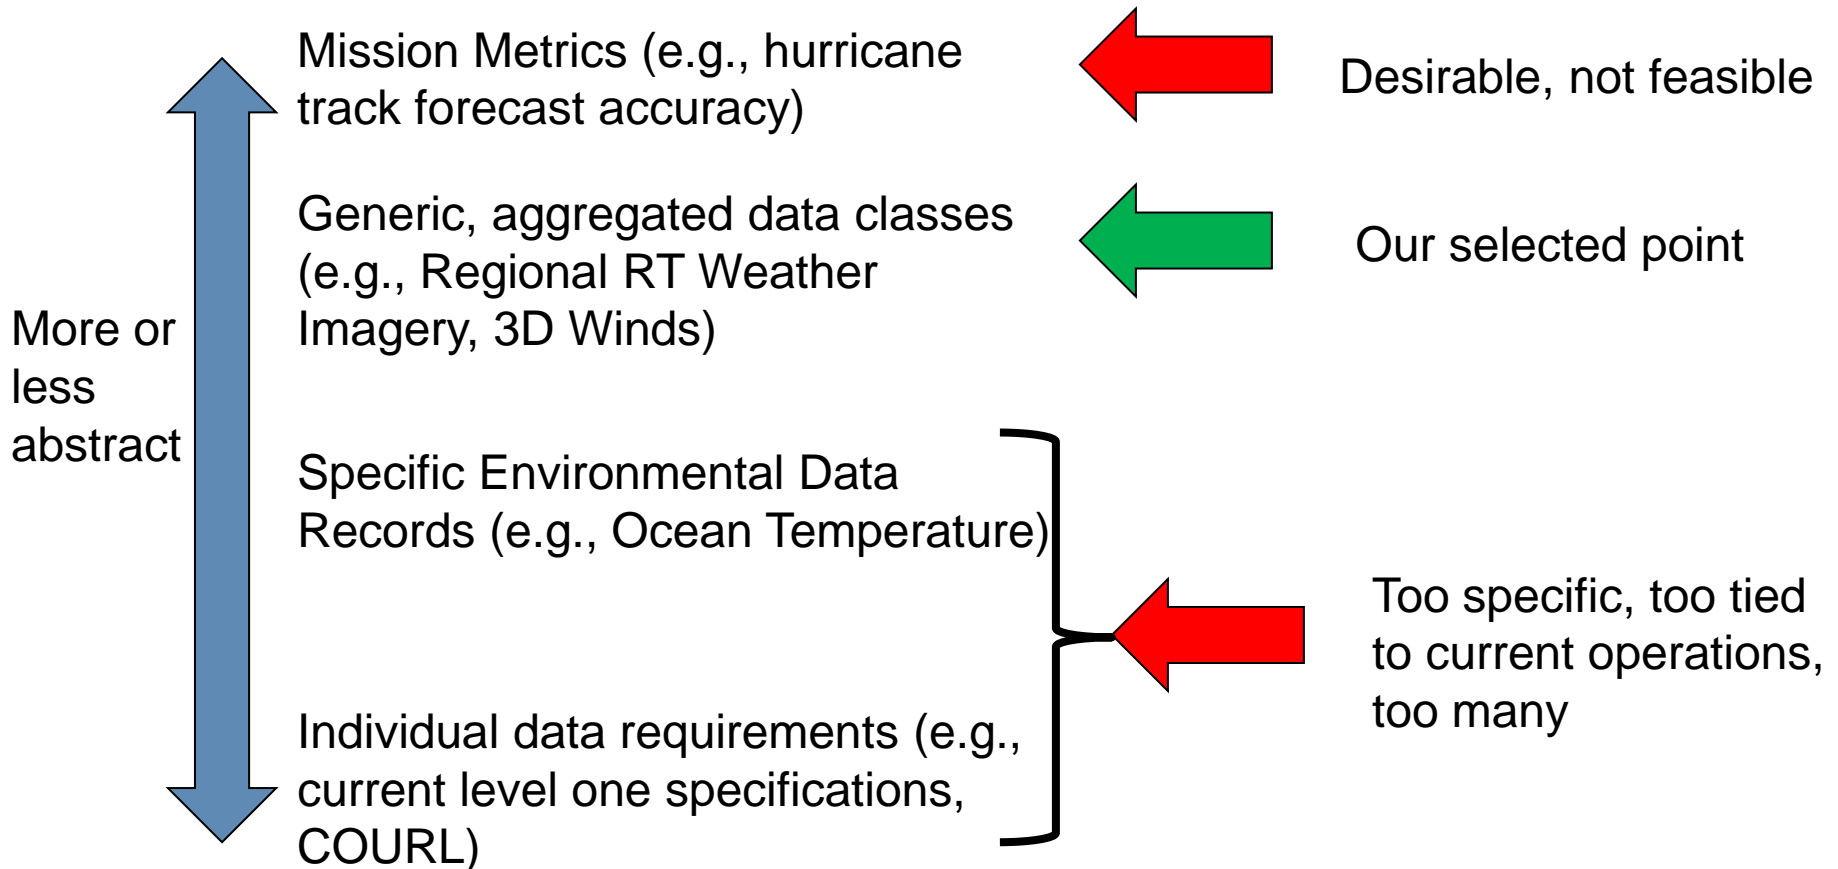 Mission Metrics (e.g., hurricane
track forecast accuracy)
Desirable, not feasible
Generic, aggregated data classes
(e.g., Regional RT Weather
Imagery, 3D Winds)
Our selected point
More or
less
abstract
Specific Environmental Data
Records (e.g., Ocean Temperature)
Too specific, too tied
to current operations,
too many
Individual data requirements (e.g.,
current level one specifications,
COURL)